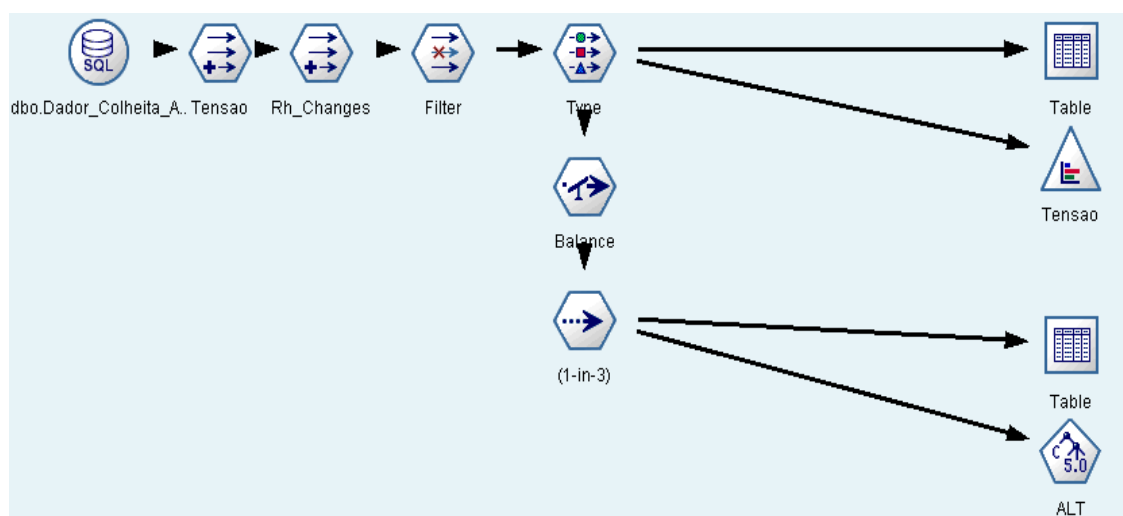 SQL
dbo.Dador_Colheita_A.. Tensao Rh_Changes Filter Type Table
Tensao
Balance
(1-in-3)
Table
C 5.0
ALT